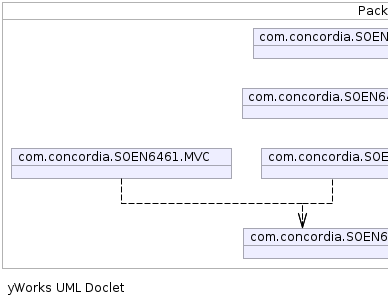 Pack
com.concordia.SOEN
com.concordia.SOEN64
com.concordia.SOEN6461.MVC
com.concordia.SOE
com.concordia.SOEN6
yWorks UML Doclet